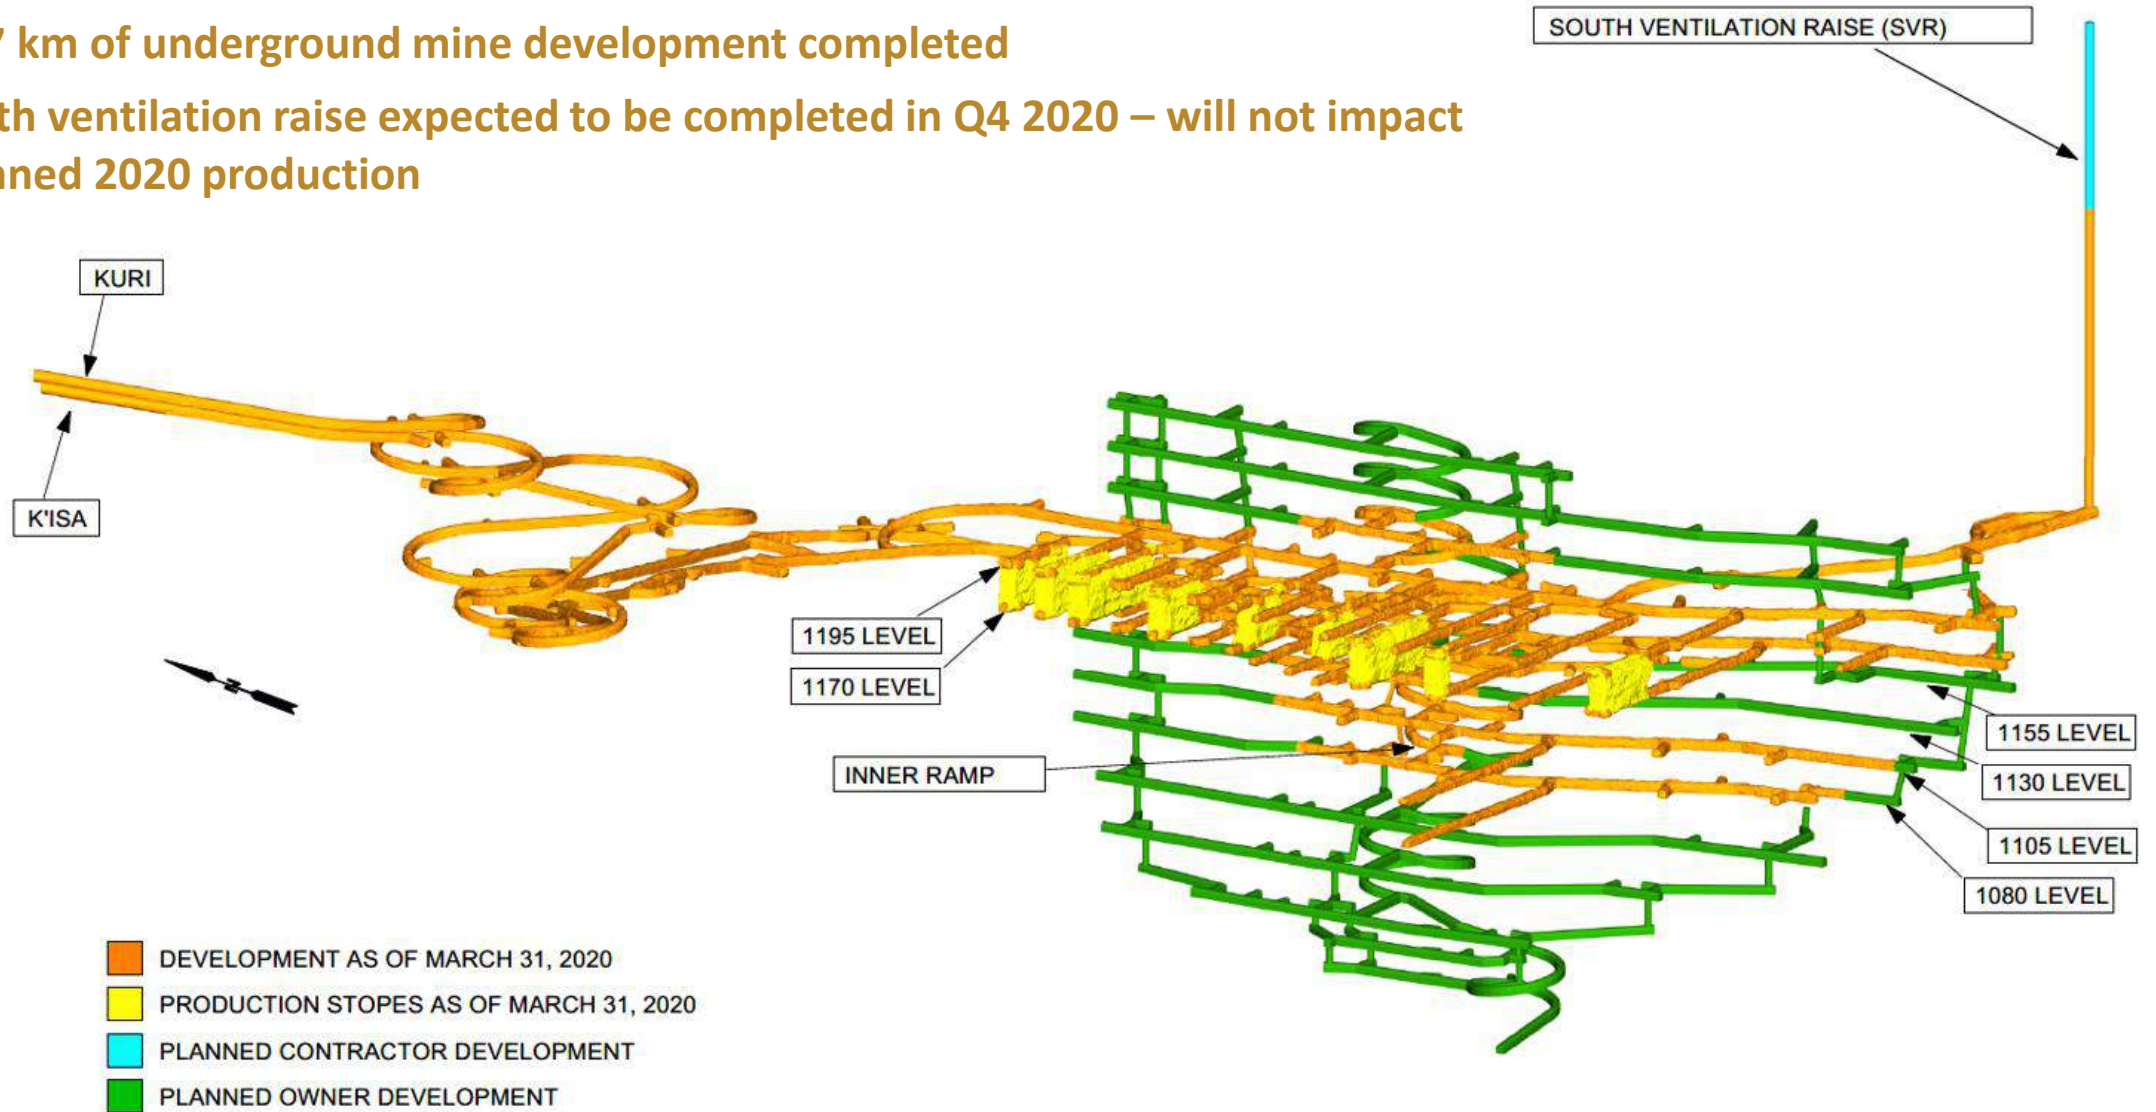 km of underground mine development completed
ventilation raise expected to be completed in Q4 2020 – will not impact
2020 production
SOUTH VENTILATION RAISE (SVR)
KURI
K'ISA
1195 LEVEL
1170 LEVEL
N
INNER RAMP
1155 LEVEL
1130 LEVEL
1105 LEVEL
1080 LEVEL
DEVELOPMENT AS OF MARCH 31, 2020
PRODUCTION STOPES AS OF MARCH 31, 2020
PLANNED CONTRACTOR DEVELOPMENT
PLANNED OWNER DEVELOPMENT